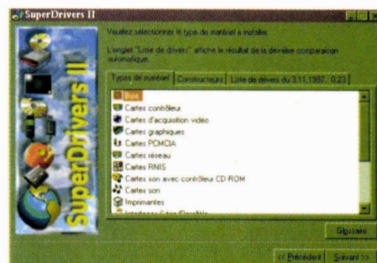 SuperDrivers II
Veuillez sélectionner le type de matériel à installer.
L'onglet "Liste de drivers" affiche le résultat de la dernière comparaison
automatique.
Types de matériel
Constructeurs
Liste de drivers du 3.11.1997, 0:23
Bios
Cartes contrôleur
Cartes d'acquisition vidéo
Cartes graphiques
Cartes PCMCIA
Cartes réseau
Cartes RNIS
Cartes son avec contrôleur CD-ROM
Cartes son
Imprimantes
SuperDrivers II
Glossaire
<< Précédent
Suivant >>